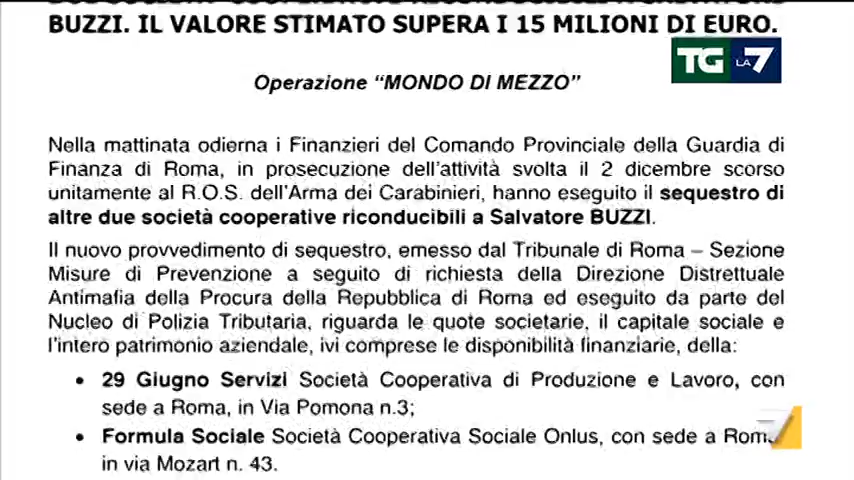 BUZZI. IL VALORE STIMATO SUPERA I 15 MILIONI DI EURO.
TG LA7
Operazione “MONDO DI MEZZO”
Nella mattinata odierna i Finanzieri del Comando Provinciale della Guardia di
Finanza di Roma, in prosecuzione dell’attività svolta il 2 dicembre scorso
unitamente al R.O.S. dell’Arma dei Carabinieri, hanno eseguito il sequestro di
altre due società cooperative riconducibili a Salvatore BUZZI.
Il nuovo provvedimento di sequestro, emesso dal Tribunale di Roma – Sezione
Misure di Prevenzione a seguito di richiesta della Direzione Distrettuale
Antimafia della Procura della Repubblica di Roma ed eseguito da parte del
Nucleo di Polizia Tributaria, riguarda le quote societarie, il capitale sociale e
l’intero patrimonio aziendale, ivi comprese le disponibilità finanziarie, della:
• 29 Giugno Servizi Società Cooperativa di Produzione e Lavoro, con
sede a Roma, in Via Pomona n.3;
• Formula Sociale Società Cooperativa Sociale Onlus, con sede a Roma
in via Mozart n. 43.
7